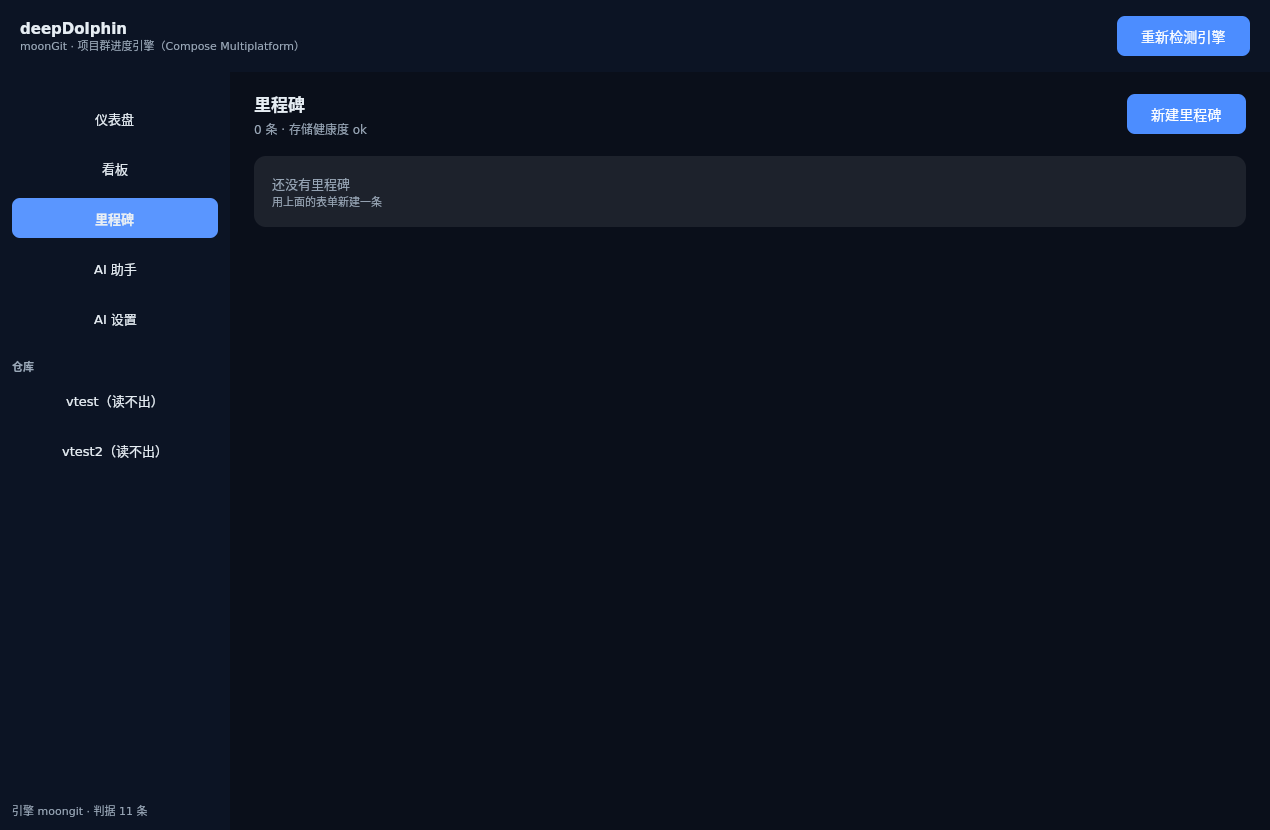 deepDolphin
moonGit · 项目群进度引擎（Compose Multiplatform）
重新检测引擎
仪表盘
看板
里程碑
AI 助手
AI 设置
仓库
vtest（读不出）
vtest2（读不出）
引擎 moongit · 判据 11 条
里程碑
0 条 · 存储健康度 ok
新建里程碑
还没有里程碑
用上面的表单新建一条